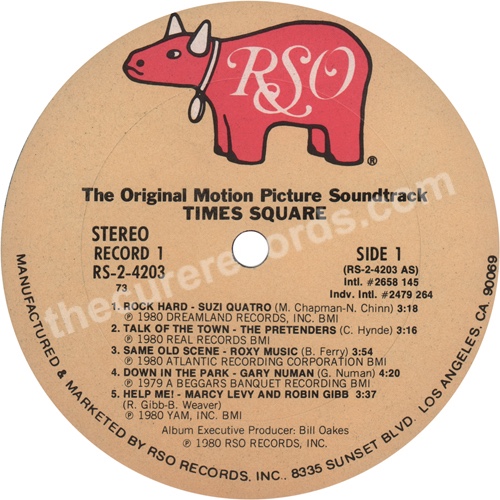 RSO
®
The Original Motion Picture Soundtrack
TIMES SQUARE
STEREO
RECORD 1
RS-2-4203
73
SIDE 1
(RS-2-4203 AS)
Intl. #2658 145
Indv. Intl. #2479 264
1. ROCK HARD - SUZI QUATRO (M. Chapman-N. Chinn) 3:18
℗ 1980 DREAMLAND RECORDS, INC. BMI
2. TALK OF THE TOWN - THE PRETENDERS (C. Hynde) 3:16
℗ 1980 REAL RECORDS BMI
3. SAME OLD SCENE - ROXY MUSIC (B. Ferry) 3:54
℗ 1980 ATLANTIC RECORDING CORPORATION BMI
4. DOWN IN THE PARK - GARY NUMAN (G. Numan) 4:20
℗ 1979 A BEGGARS BANQUET RECORDING BMI
5. HELP ME! - MARCY LEVY AND ROBIN GIBB 3:37
(R. Gibb-B. Weaver)
℗ 1980 YAM, INC. BMI
Album Executive Producer: Bill Oakes
℗ 1980 RSO RECORDS, INC.
MANUFACTURED & MARKETED BY RSO RECORDS, INC., 8335 SUNSET BLVD. LOS ANGELES, CA. 90069
thecurerecords.com